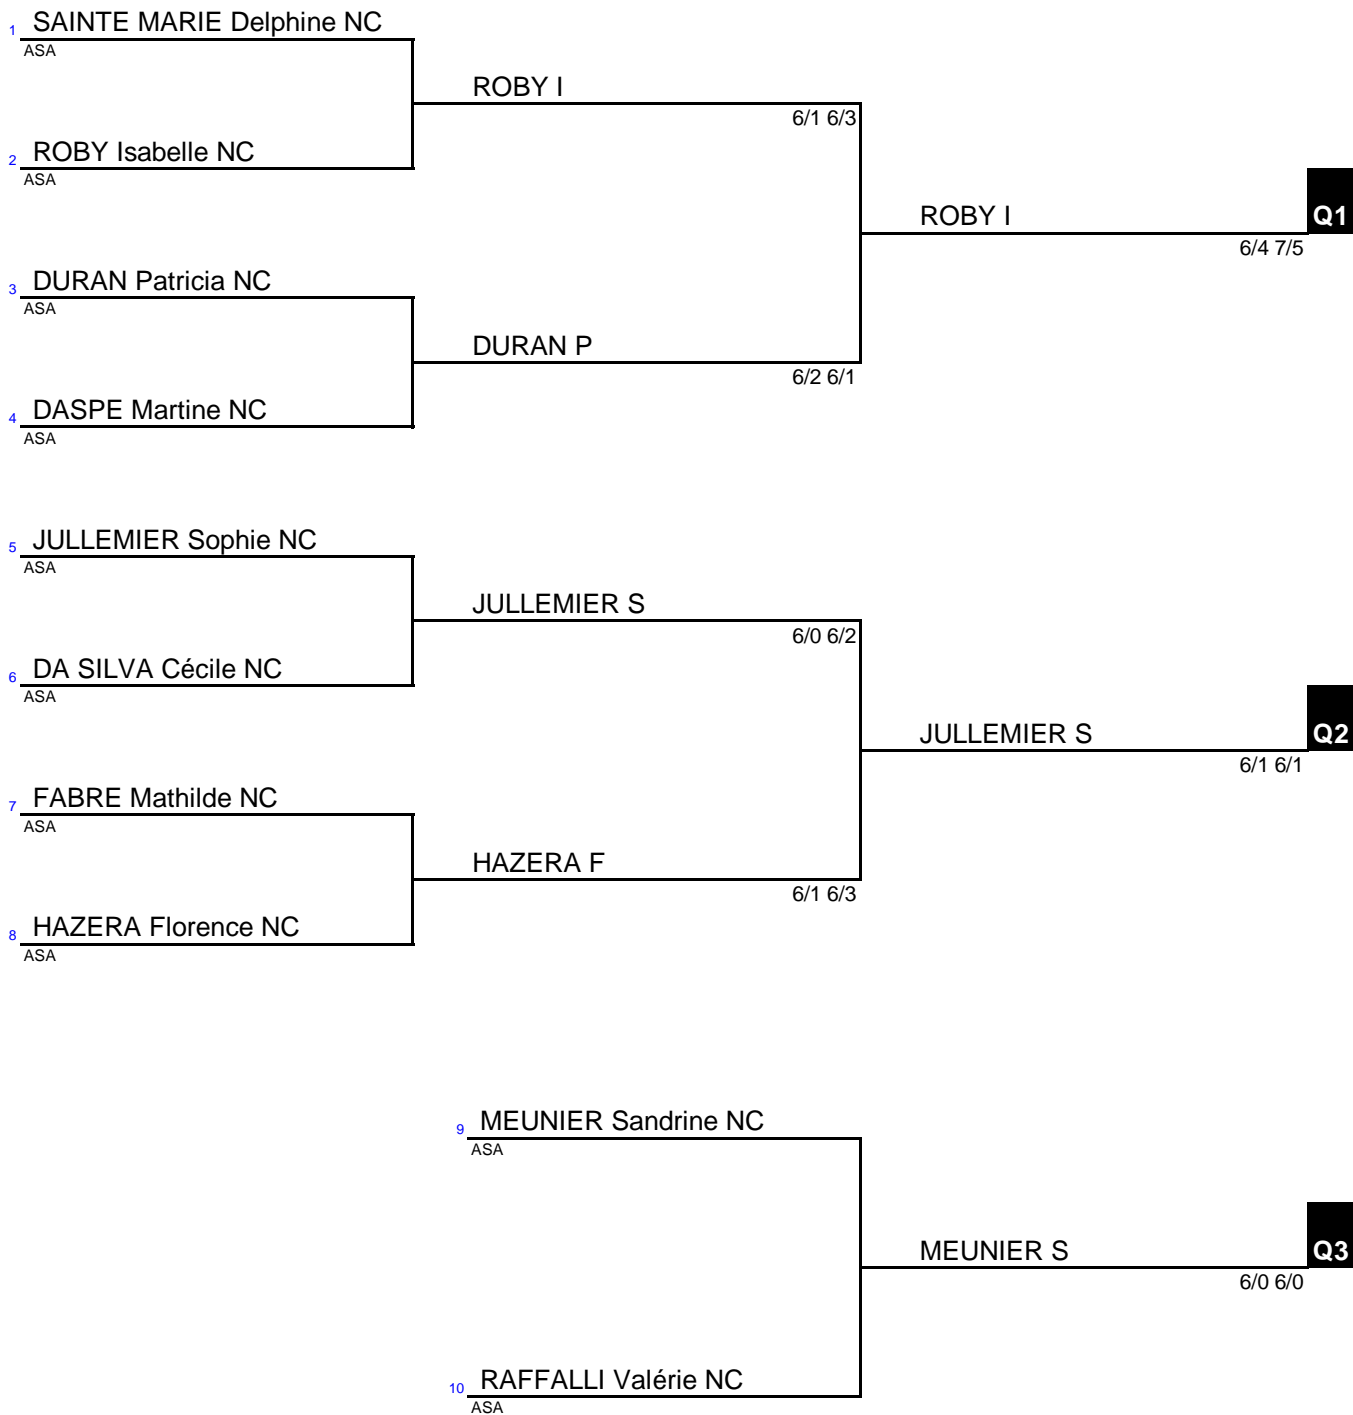 1 SAINTE MARIE Delphine NC
ASA
ROBY I
6/1 6/3
2 ROBY Isabelle NC
ASA
ROBY I
Q1
6/4 7/5
3 DURAN Patricia NC
ASA
DURAN P
6/2 6/1
4 DASPE Martine NC
ASA
5 JULLEMIER Sophie NC
ASA
JULLEMIER S
6/0 6/2
6 DA SILVA Cécile NC
ASA
JULLEMIER S
Q2
6/1 6/1
7 FABRE Mathilde NC
ASA
HAZERA F
6/1 6/3
8 HAZERA Florence NC
ASA
9 MEUNIER Sandrine NC
ASA
MEUNIER S
Q3
6/0 6/0
10 RAFFALLI Valérie NC
ASA